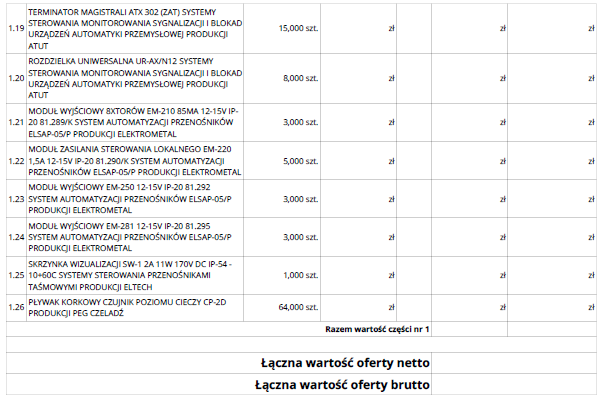 TERMINATOR MAGISTRALI ATX 302 (ZAT) SYSTEMY
1.19 STEROWANIA MONITOROWANIA SYGNALIZACJI I BLOKAD 15,000 szt. zł zł zł
URZĄDZEŃ AUTOMATYKI PRZEMYSŁOWEJ PRODUKCJI
ATUT
ROZDZIELKA UNIWERSALNA UR-AX/N12 SYSTEMY
1.20 STEROWANIA MONITOROWANIA SYGNALIZACJI I BLOKAD 8,000 szt. zł zł zł
URZĄDZEŃ AUTOMATYKI PRZEMYSŁOWEJ PRODUKCJI
ATUT
MODUŁ WYJŚCIOWY 8XTORÓW EM-210 85MA 12-15V IP-
1.21 20 81.289/K SYSTEM AUTOMATYZACJI PRZENOŚNIKÓW 3,000 szt. zł zł zł
ELSAP-05/P PRODUKCJI ELEKTROMETAL
MODUŁ ZASILANIA STEROWANIA LOKALNEGO EM-220
1.22 1,5A 12-15V IP-20 81.290/K SYSTEM AUTOMATYZACJI 5,000 szt. zł zł zł
PRZENOŚNIKÓW ELSAP-05/P PRODUKCJI ELEKTROMETAL
MODUŁ WYJŚCIOWY EM-250 12-15V IP-20 81.292
1.23 SYSTEM AUTOMATYZACJI PRZENOŚNIKÓW ELSAP-05/P 3,000 szt. zł zł zł
PRODUKCJI ELEKTROMETAL
MODUŁ WYJŚCIOWY EM-281 12-15V IP-20 81.295
1.24 SYSTEM AUTOMATYZACJI PRZENOŚNIKÓW ELSAP-05/P 3,000 szt. zł zł zł
PRODUKCJI ELEKTROMETAL
SKRZYNKA WIZUALIZACJI SW-1 2A 11W 170V DC IP-54 -
1.25 10+60C SYSTEMY STEROWANIA PRZENOŚNIKAMI 1,000 szt. zł zł zł
TAŚMOWYMI PRODUKCJI ELTECH
1.26 PŁYWAK KORKOWY CZUJNIK POZIOMU CIECZY CP-2D 64,000 szt. zł zł zł
PRODUKCJI PEG CZELADŹ
Razem wartość części nr 1
Łączna wartość oferty netto
Łączna wartość oferty brutto